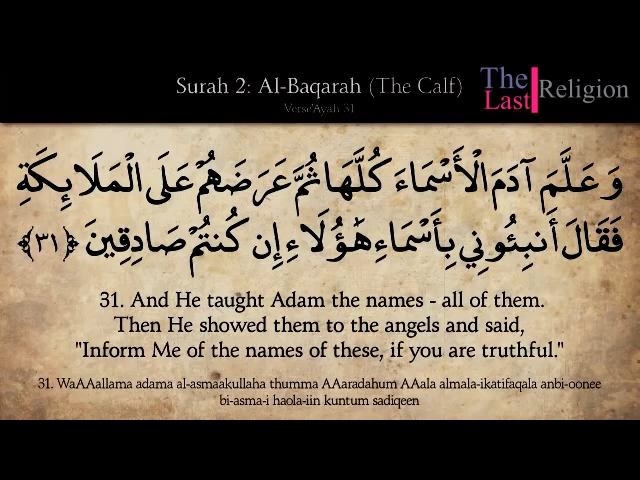 Surah 2: Al-Baqarah (The Calf)
Verse'Ayah 31
The Last Religion
وَعَلَّمَ آدَمَ الْأَسْمَاءَ كُلَّهَا ثُمَّ عَرَضَهُمْ عَلَى الْمَلَائِكَةِ
فَقَالَ أَنبِئُونِي بِأَسْمَاءِ هَٰؤُلَاءِ إِن كُنتُمْ صَادِقِينَ ﴿٣١﴾
31. And He taught Adam the names - all of them.
Then He showed them to the angels and said,
"Inform Me of the names of these, if you are truthful."
31. WaAAallama adama al-asmaakullaha thumma AAaradahum AAala almala-ikatifaqala anbi-oonee
bi-asma-i haola-iin kuntum sadiqeen